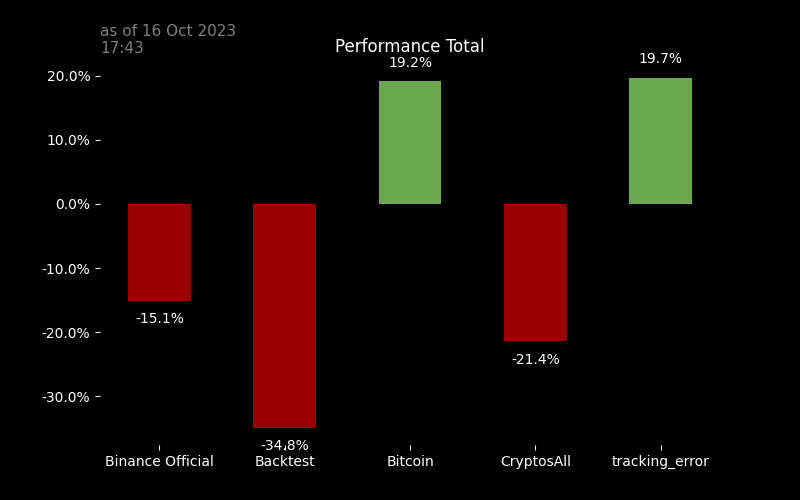 as of 16 Oct 2023
17:43
Performance Total
20.0%
10.0%
0.0%
-10.0%
-20.0%
-30.0%
19.2%
19.7%
-15.1%
-21.4%
-34.8%
Binance Official
Backtest
Bitcoin
CryptosAll
tracking_error